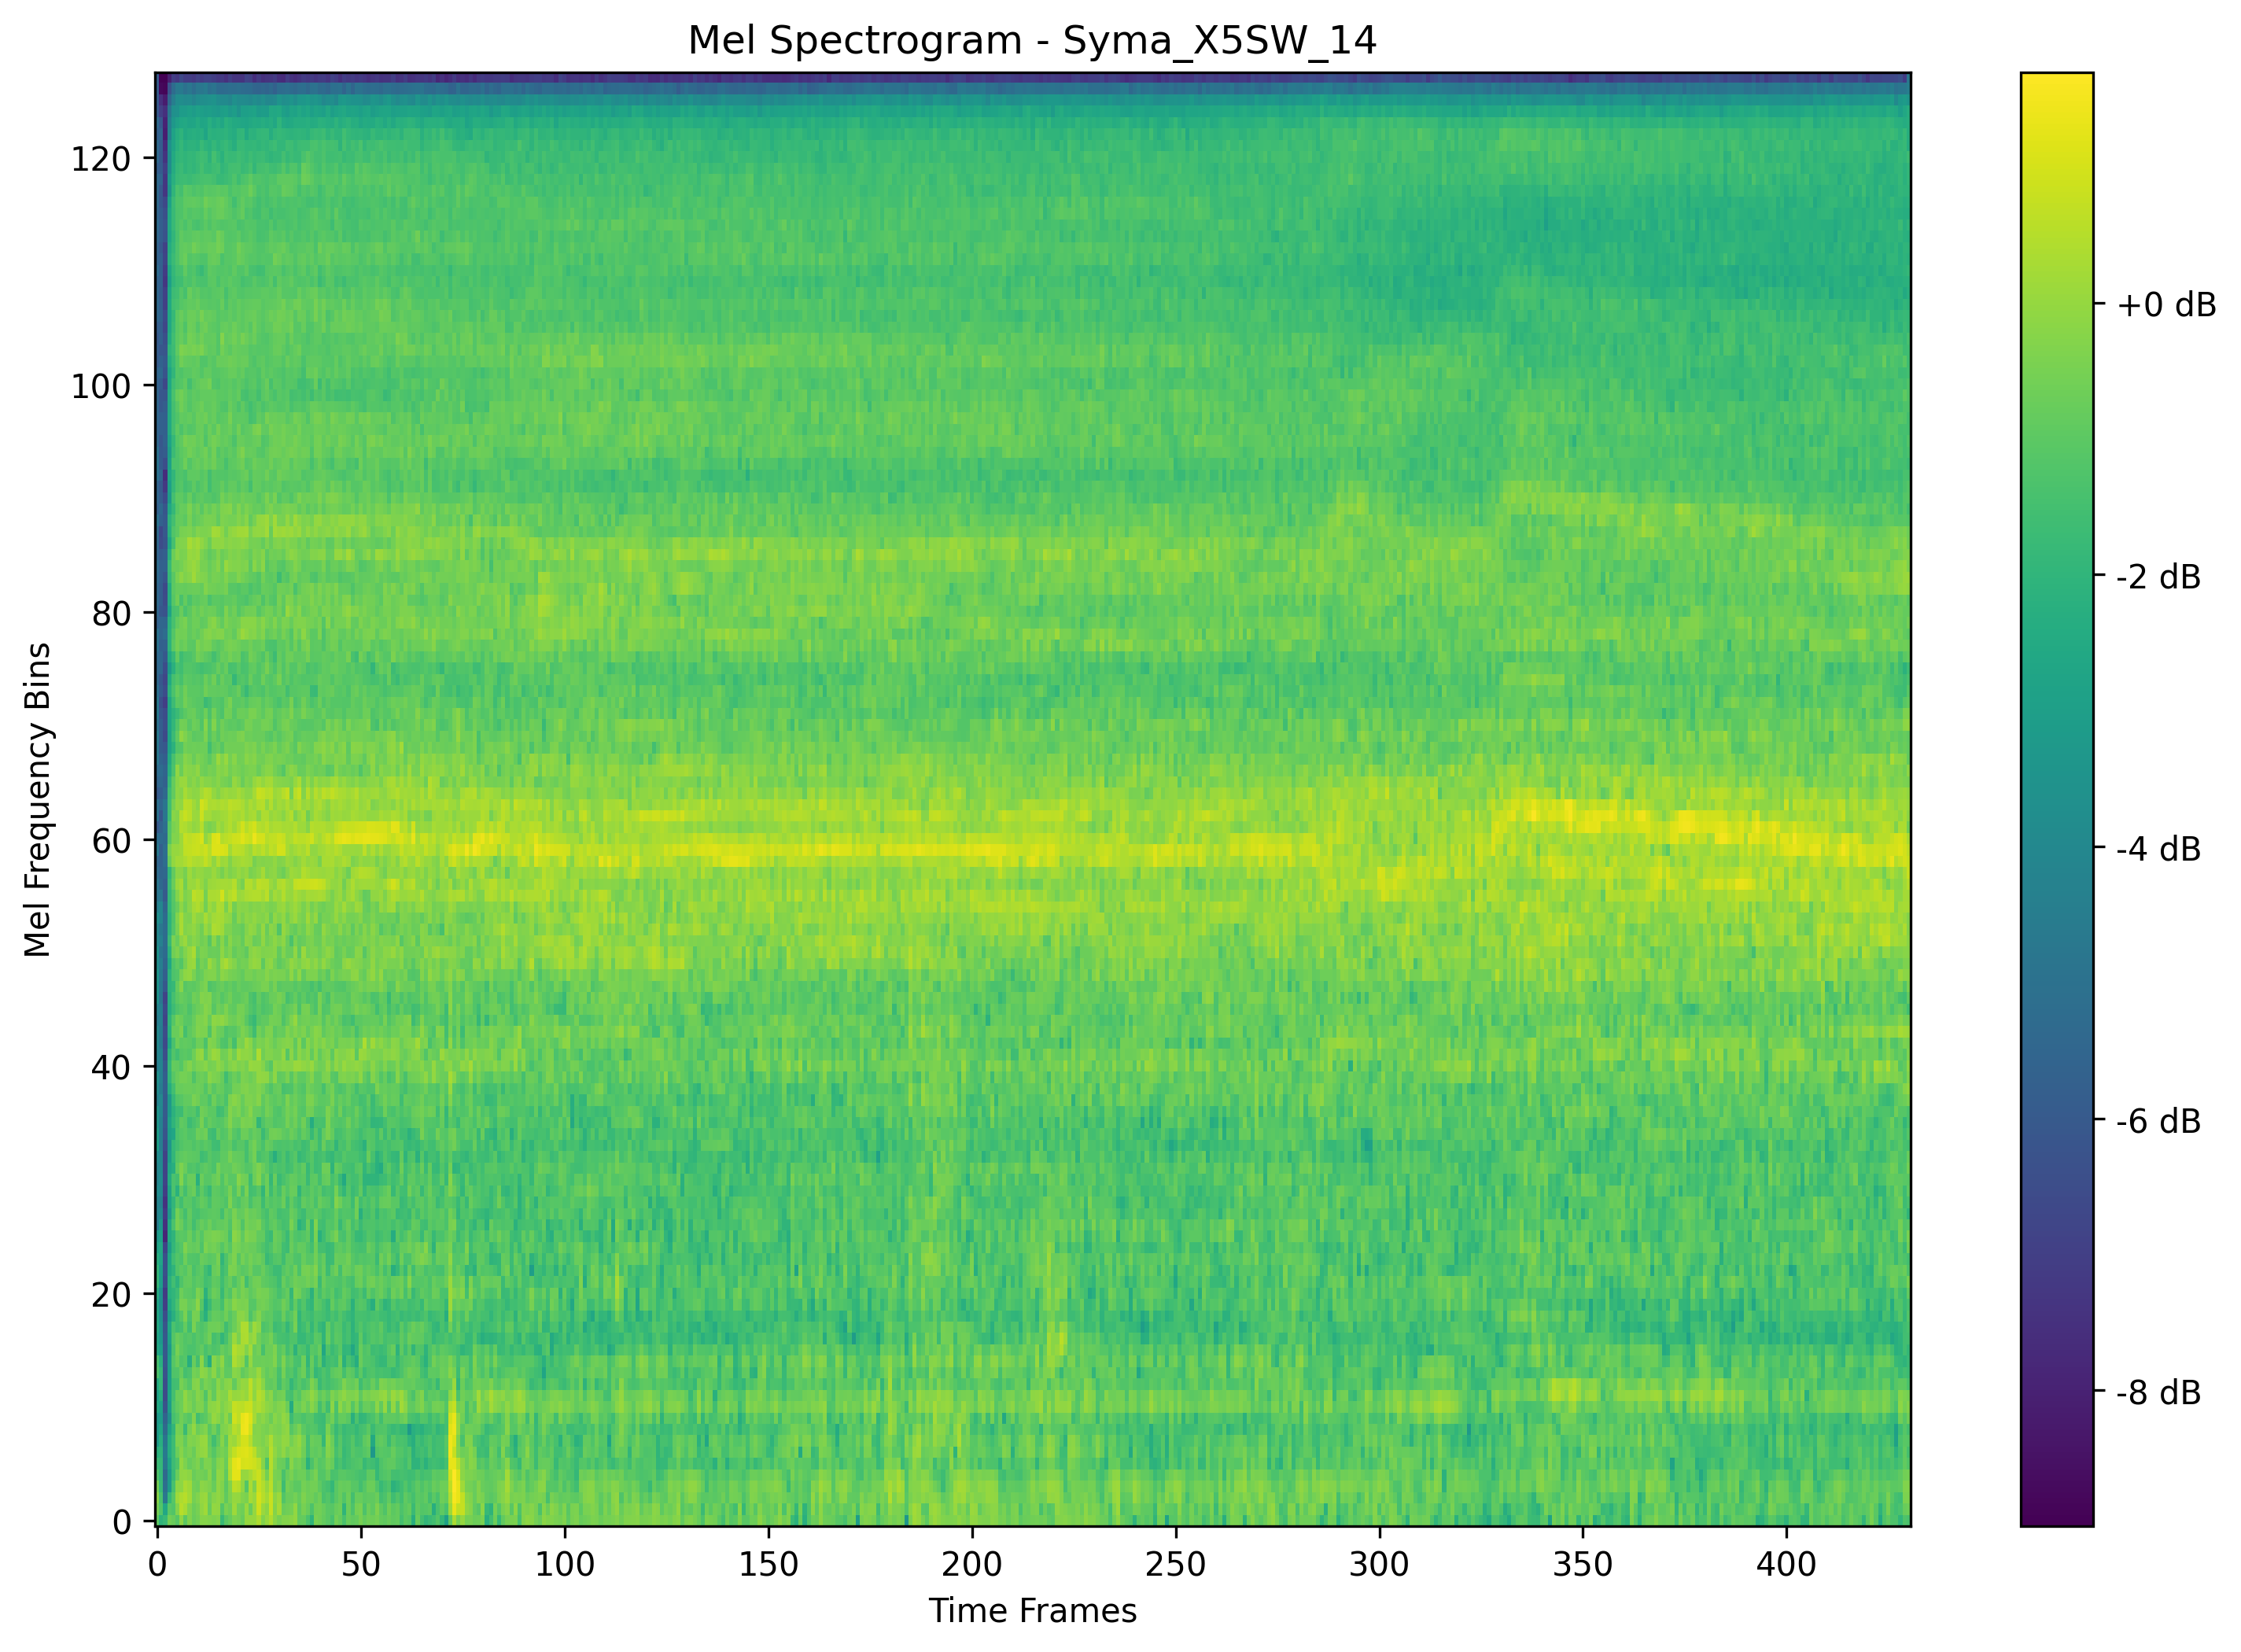 Mel Spectrogram - Syma_X5SW_14
Mel Frequency Bins
120
100
80
60
40
20
0
0 50 100 150 200 250 300 350 400
Time Frames
+0 dB
-2 dB
-4 dB
-6 dB
-8 dB